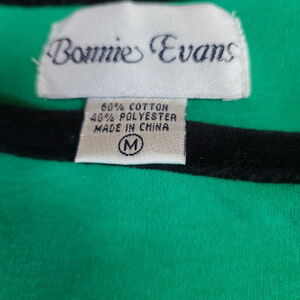 Bonnie Evans
60% COTTON
40% POLYESTER
MADE IN CHINA
M